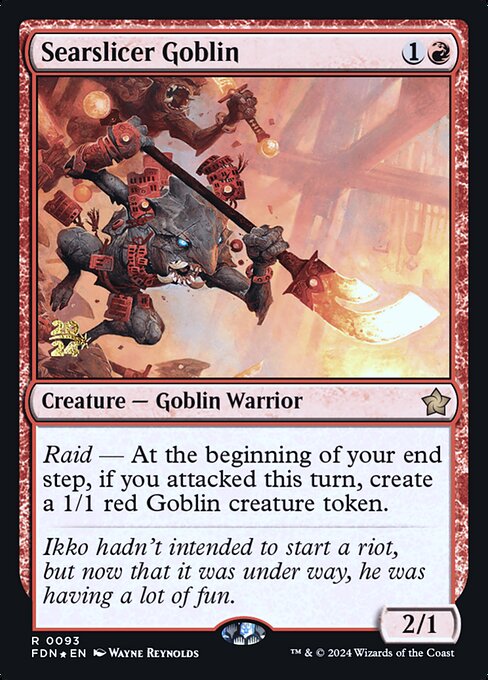 Searslicer Goblin 1
20
24
Creature — Goblin Warrior
Raid — At the beginning of your end
step, if you attacked this turn, create
a 1/1 red Goblin creature token.
Ikko hadn't intended to start a riot,
but now that it was under way, he was
having a lot of fun.
2/1
R 0093
FDN★EN Wayne Reynolds
™ & © 2024 Wizards of the Coast